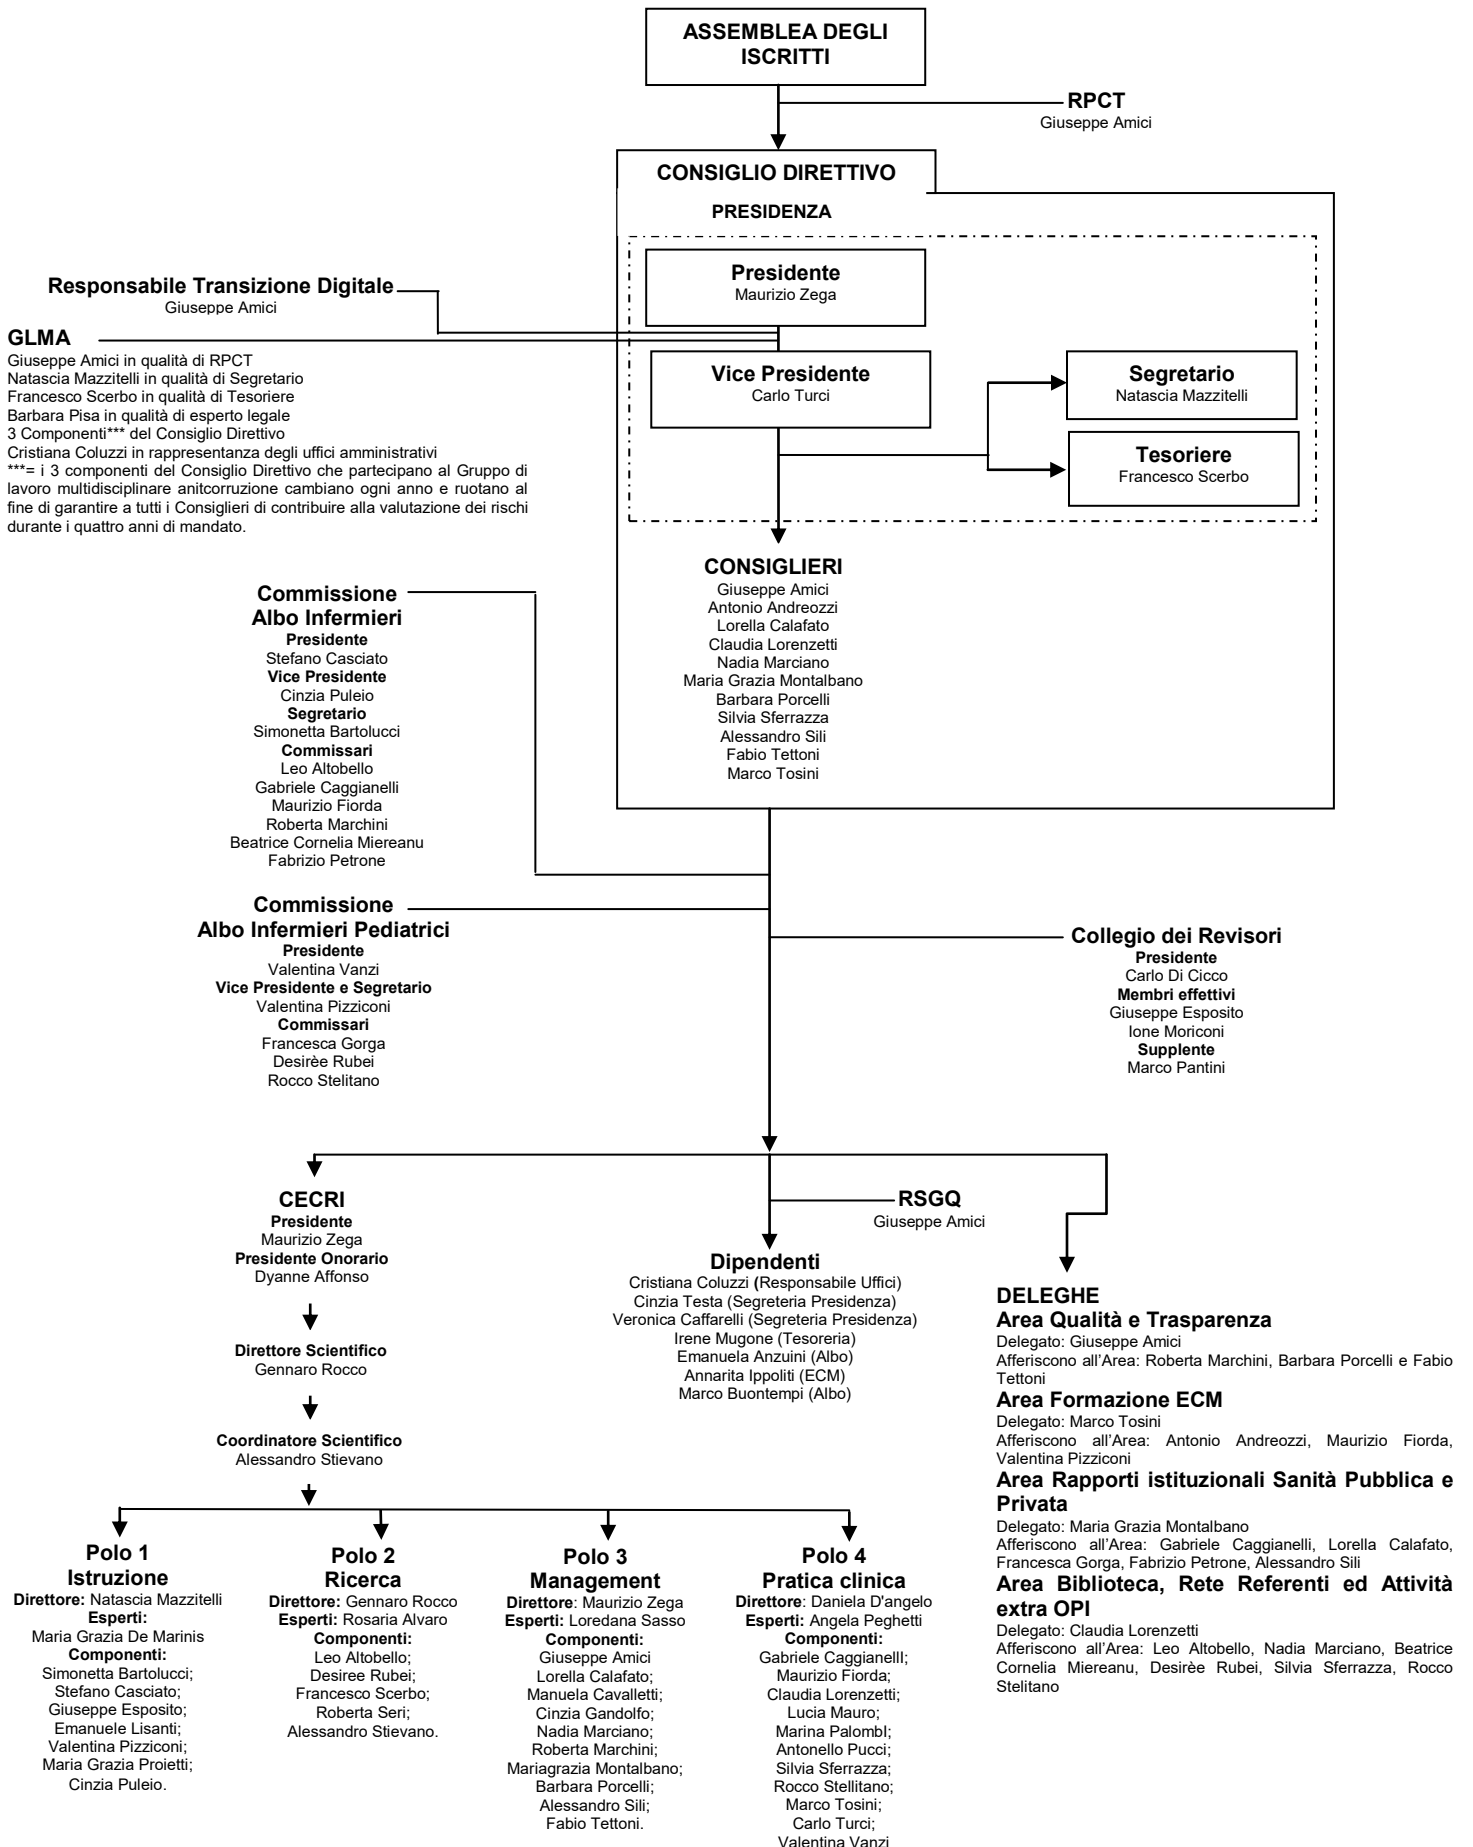 ASSEMBLEA DEGLI
ISCRITTI
RPCT
Giuseppe Amici
CONSIGLIO DIRETTIVO
PRESIDENZA
Presidente
Maurizio Zega
Responsabile Transizione Digitale
Giuseppe Amici
GLMA
Giuseppe Amici in qualità di RPCT
Natascia Mazzitelli in qualità di Segretario
Francesco Scerbo in qualità di Tesoriere
Barbara Pisa in qualità di esperto legale
3 Componenti*** del Consiglio Direttivo
Cristiana Coluzzi in rappresentanza degli uffici amministrativi
***= i 3 componenti del Consiglio Direttivo che partecipano al Gruppo di
lavoro multidisciplinare anitcorruzione cambiano ogni anno e ruotano al
fine di garantire a tutti i Consiglieri di contribuire alla valutazione dei rischi
durante i quattro anni di mandato.
Vice Presidente
Carlo Turci
Segretario
Natascia Mazzitelli
Tesoriere
Francesco Scerbo
CONSIGLIERI
Giuseppe Amici
Antonio Andreozzi
Lorella Calafato
Claudia Lorenzetti
Nadia Marciano
Maria Grazia Montalbano
Barbara Porcelli
Silvia Sferrazza
Alessandro Sili
Fabio Tettoni
Marco Tosini
Commissione
Albo Infermieri
Presidente
Stefano Casciato
Vice Presidente
Cinzia Puleio
Segretario
Simonetta Bartolucci
Commissari
Leo Altobello
Gabriele Caggianelli
Maurizio Fiorda
Roberta Marchini
Beatrice Cornelia Miereanu
Fabrizio Petrone
Commissione
Albo Infermieri Pediatrici
Presidente
Valentina Vanzi
Vice Presidente e Segretario
Valentina Pizziconi
Commissari
Francesca Gorga
Desirèe Rubei
Rocco Stelitano
Collegio dei Revisori
Presidente
Carlo Di Cicco
Membri effettivi
Giuseppe Esposito
Ione Moriconi
Supplente
Marco Pantini
CECRI
Presidente
Maurizio Zega
Presidente Onorario
Dyanne Affonso
Direttore Scientifico
Gennaro Rocco
Coordinatore Scientifico
Alessandro Stievano
RSGQ
Giuseppe Amici
Dipendenti
Cristiana Coluzzi (Responsabile Uffici)
Cinzia Testa (Segreteria Presidenza)
Veronica Caffarelli (Segreteria Presidenza)
Irene Mugone (Tesoreria)
Emanuela Anzuini (Albo)
Annarita Ippoliti (ECM)
Marco Buontempi (Albo)
DELEGHE
Area Qualità e Trasparenza
Delegato: Giuseppe Amici
Afferiscono all'Area: Roberta Marchini, Barbara Porcelli e Fabio
Tettoni
Area Formazione ECM
Delegato: Marco Tosini
Afferiscono all'Area: Antonio Andreozzi, Maurizio Fiorda,
Valentina Pizziconi
Area Rapporti istituzionali Sanità Pubblica e
Privata
Delegato: Maria Grazia Montalbano
Afferiscono all'Area: Gabriele Caggianelli, Lorella Calafato,
Francesca Gorga, Fabrizio Petrone, Alessandro Sili
Area Biblioteca, Rete Referenti ed Attività
extra OPI
Delegato: Claudia Lorenzetti
Afferiscono all'Area: Leo Altobello, Nadia Marciano, Beatrice
Cornelia Miereanu, Desirèe Rubei, Silvia Sferrazza, Rocco
Stelitano
Polo 1
Istruzione
Direttore: Natascia Mazzitelli
Esperti:
Maria Grazia De Marinis
Componenti:
Simonetta Bartolucci;
Stefano Casciato;
Giuseppe Esposito;
Emanuele Lisanti;
Valentina Pizziconi;
Maria Grazia Proietti;
Cinzia Puleio.
Polo 2
Ricerca
Direttore: Gennaro Rocco
Esperti: Rosaria Alvaro
Componenti:
Leo Altobello;
Desiree Rubei;
Francesco Scerbo;
Roberta Seri;
Alessandro Stievano.
Polo 3
Management
Direttore: Maurizio Zega
Esperti: Loredana Sasso
Componenti:
Giuseppe Amici
Lorella Calafato;
Manuela Cavalletti;
Cinzia Gandolfo;
Nadia Marciano;
Roberta Marchini;
Mariagrazia Montalbano;
Barbara Porcelli;
Alessandro Sili;
Fabio Tettoni.
Polo 4
Pratica clinica
Direttore: Daniela D'angelo
Esperti: Angela Peghetti
Componenti:
Gabriele CaggianellI;
Maurizio Fiorda;
Claudia Lorenzetti;
Lucia Mauro;
Marina PalombI;
Antonello Pucci;
Silvia Sferrazza;
Rocco Stellitano;
Marco Tosini;
Carlo Turci;
Valentina Vanzi